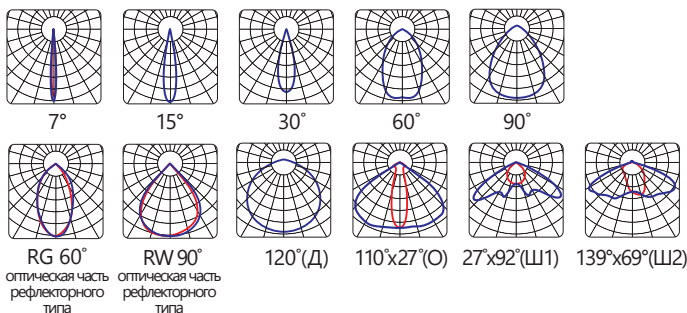 7°
15°
30°
60°
90°
RG 60°
оптическая часть
рефлекторного
типа
RW 90°
оптическая часть
рефлекторного
типа
120°(Д)
110°x27°(О)
27°x92°(Ш1)
139°x69°(Ш2)